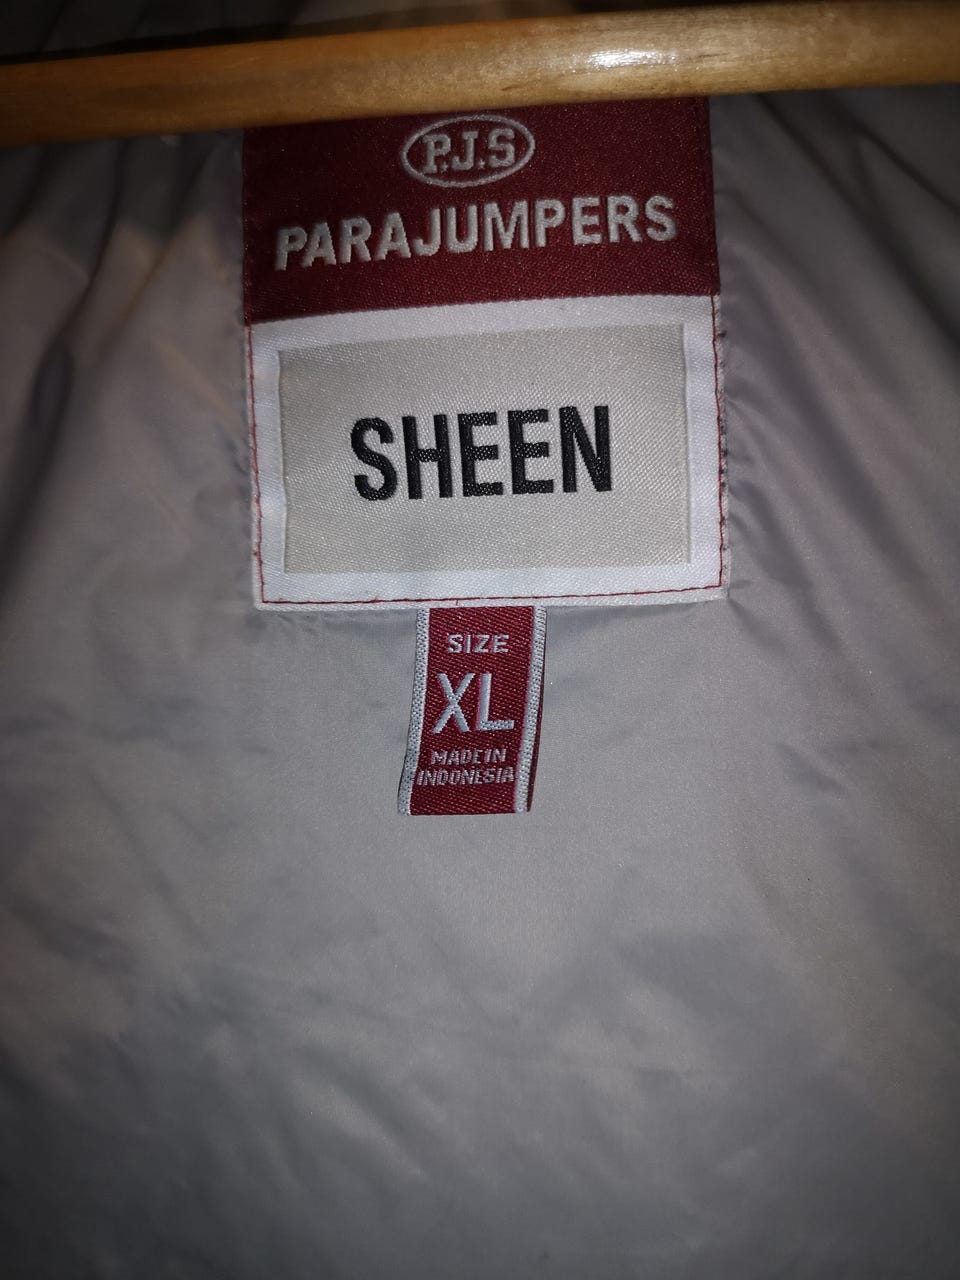 P.J.S
PARAJUMPERS
SHEEN
SIZE
XL
MADE IN
INDONESIA